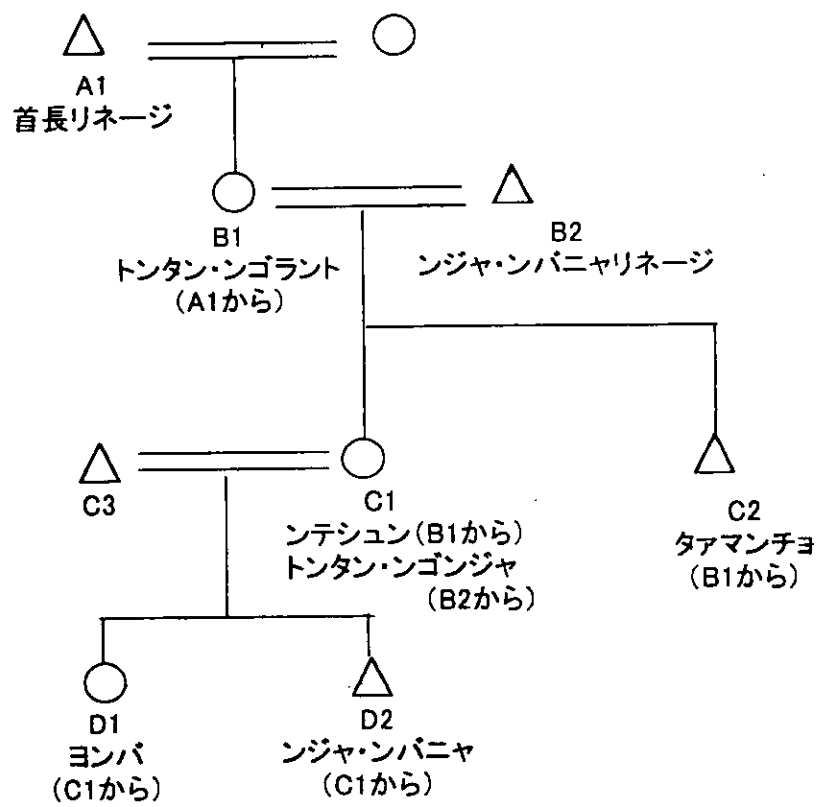 A1
首長リネージ
B1
トンタン・ンゴラント
(A1から)
B2
ンジャ・ンバニャリネージ
C3
C1
ンテシュン(B1から)
トンタン・ンゴンジャ
(B2から)
C2
タァマンチョ
(B1から)
D1
ヨンバ
(C1から)
D2
ンジャ・ンバニャ
(C1から)